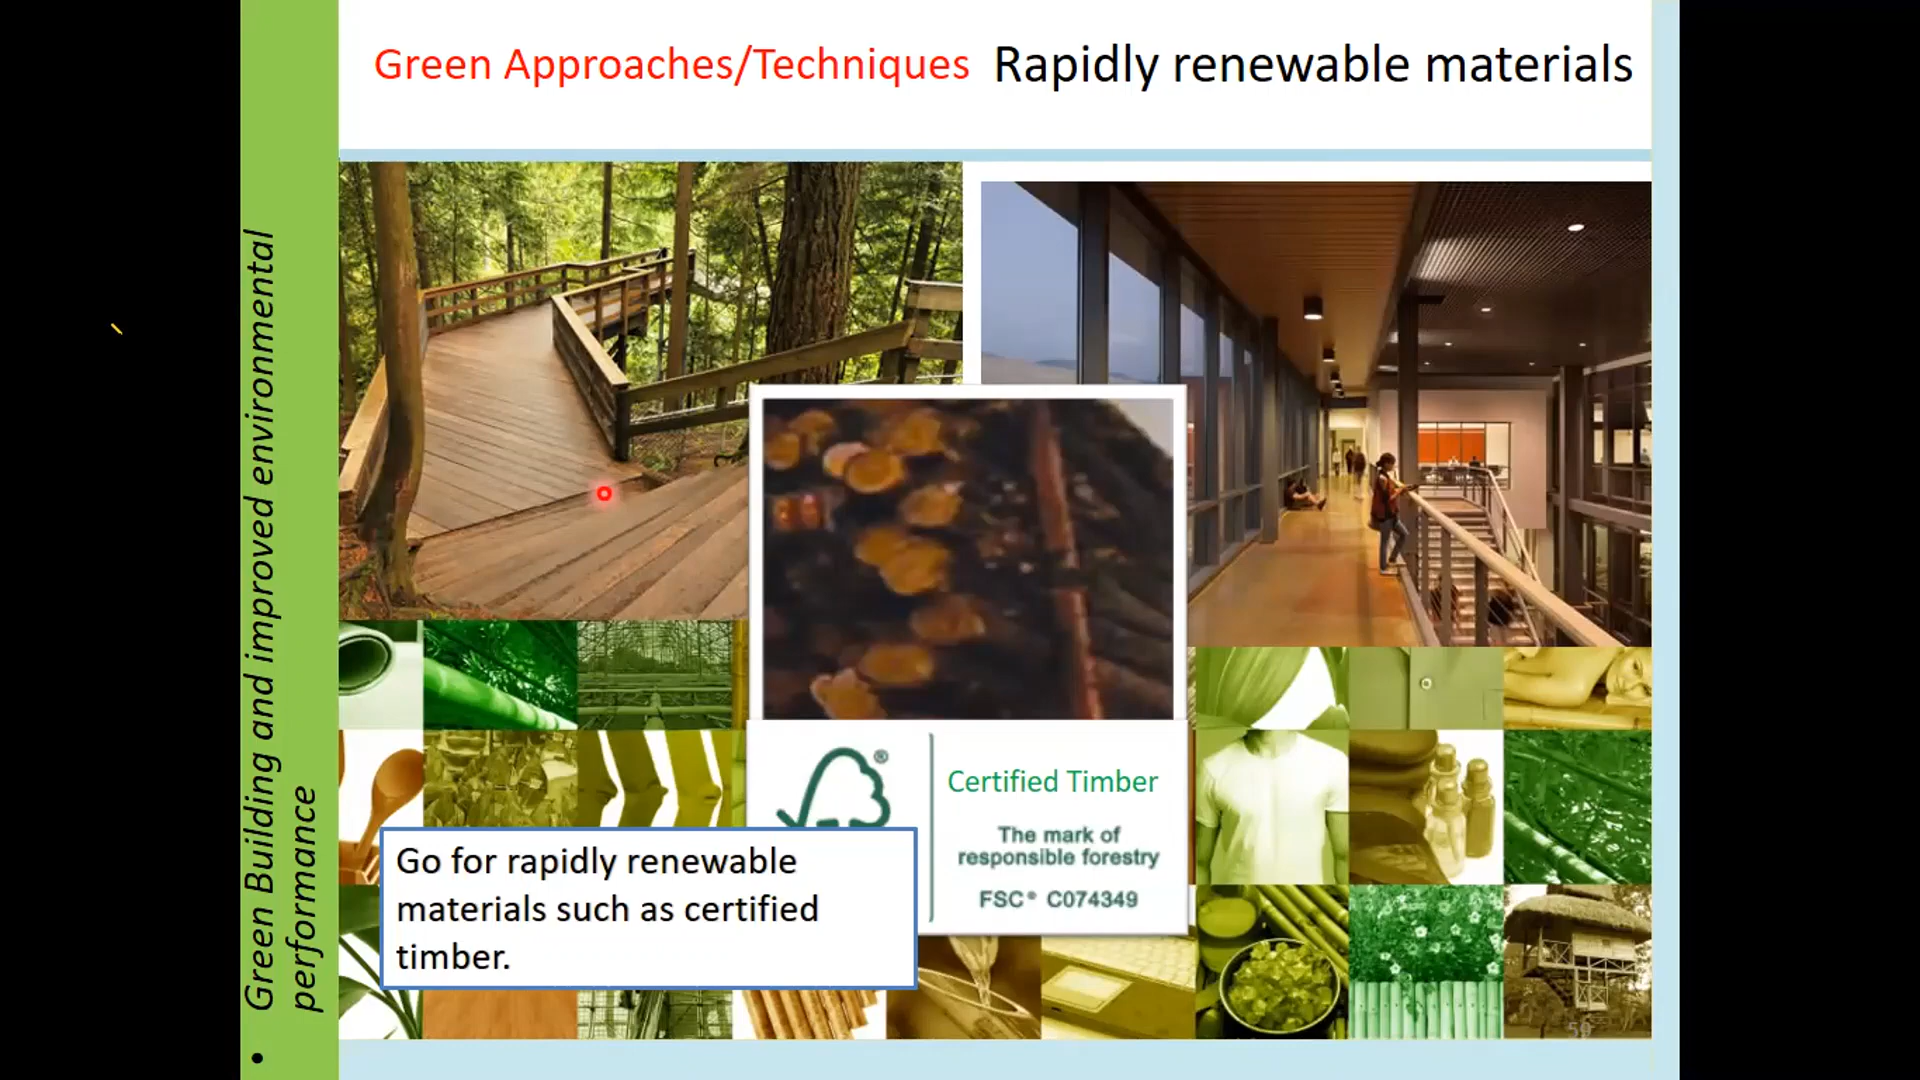 Green Approaches/Techniques Rapidly renewable materials
• Green Building and improved environmental
performance
®
Certified Timber
The mark of
responsible forestry
FSC® C074349
Go for rapidly renewable
materials such as certified
timber.
59